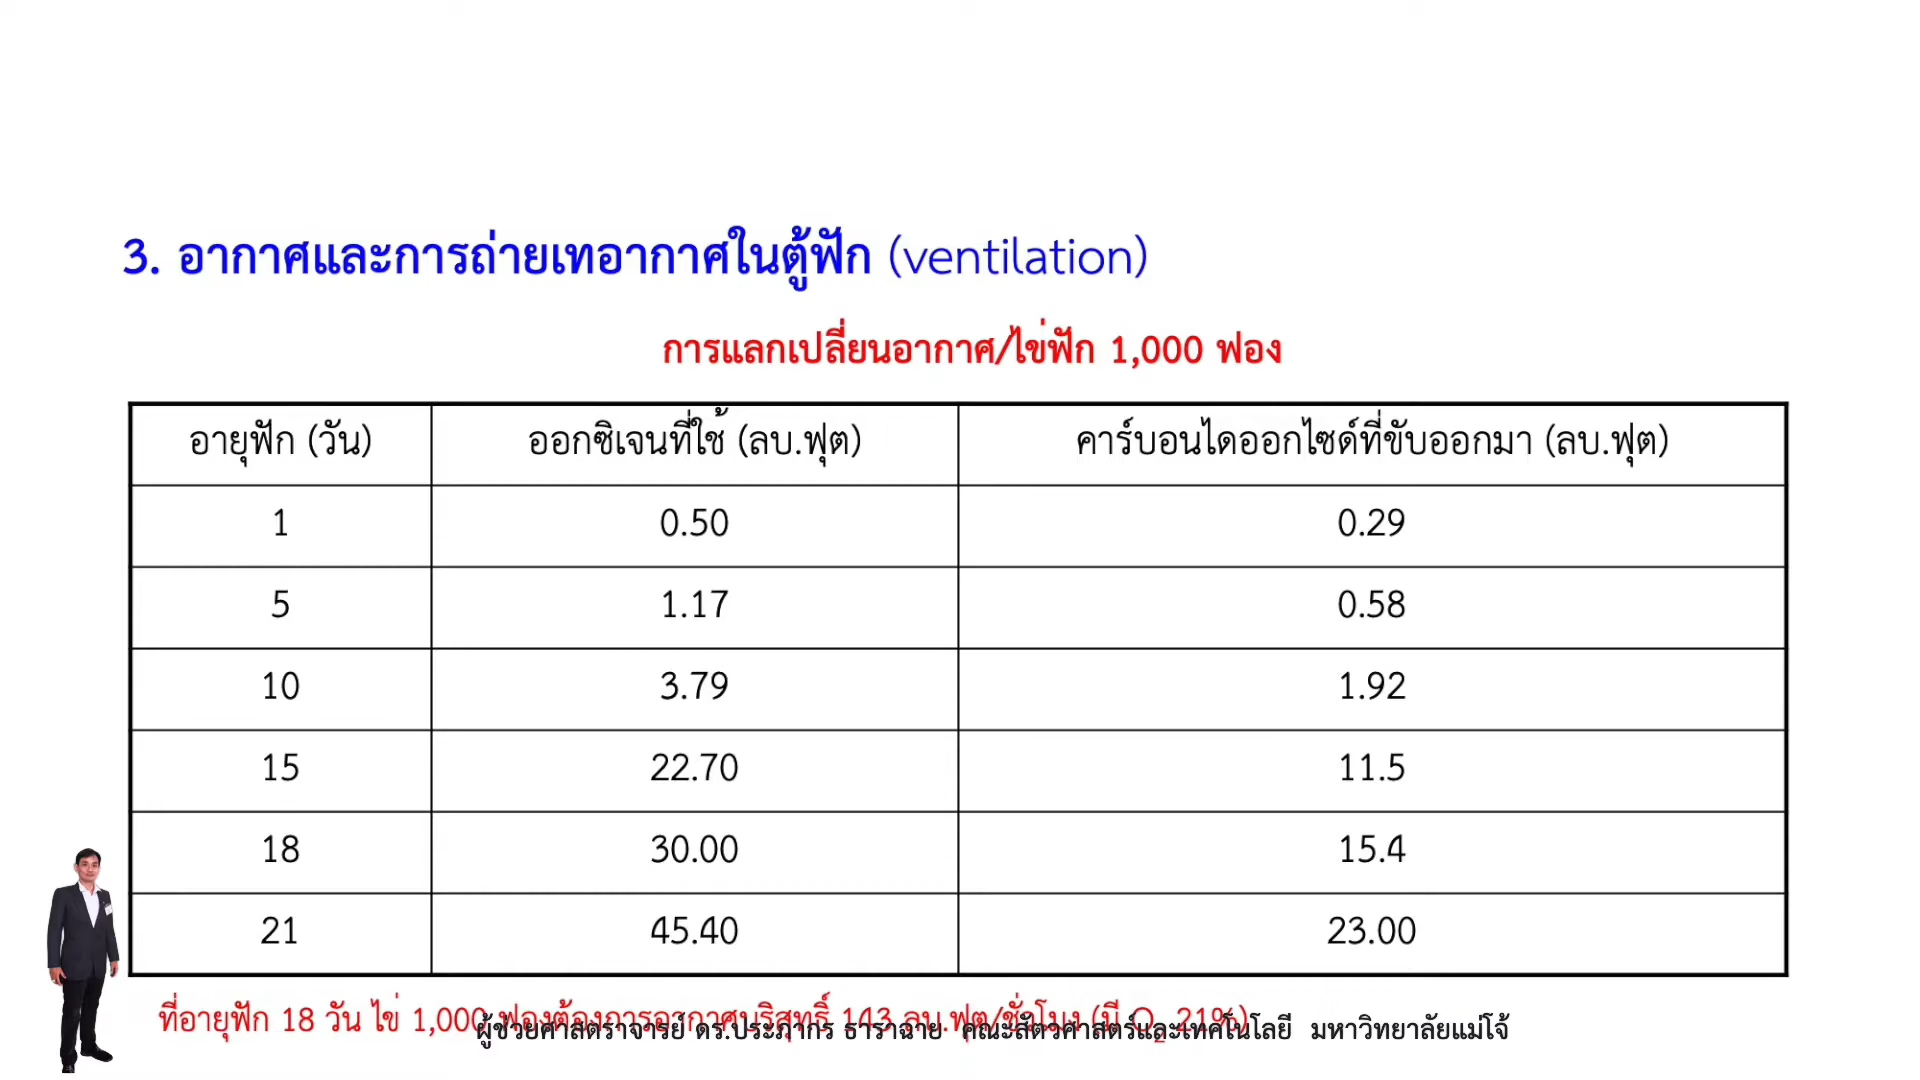 3. อากาศและการถ่ายเทอากาศในตู้ฟัก (ventilation)
การแลกเปลี่ยนอากาศ/ไข่ฟัก 1,000 ฟอง
อายุฟัก (วัน) ออกซิเจนที่ใช้ (ลบ.ฟุต) คาร์บอนไดออกไซด์ที่ขับออกมา (ลบ.ฟุต)
1 0.50 0.29
5 1.17 0.58
10 3.79 1.92
15 22.70 11.5
18 30.00 15.4
21 45.40 23.00
ที่อายุฟัก 18 วัน ไข่ 1,000 ฟองต้องการอากาศบริสุทธิ์ 143 ลบ.ฟุต/ชั่วโมง (มี O2 21%)
ผู้ช่วยศาสตราจารย์ ดร.ประภากร ธาราฉาย คณะสัตวศาสตร์และเทคโนโลยี มหาวิทยาลัยแม่โจ้